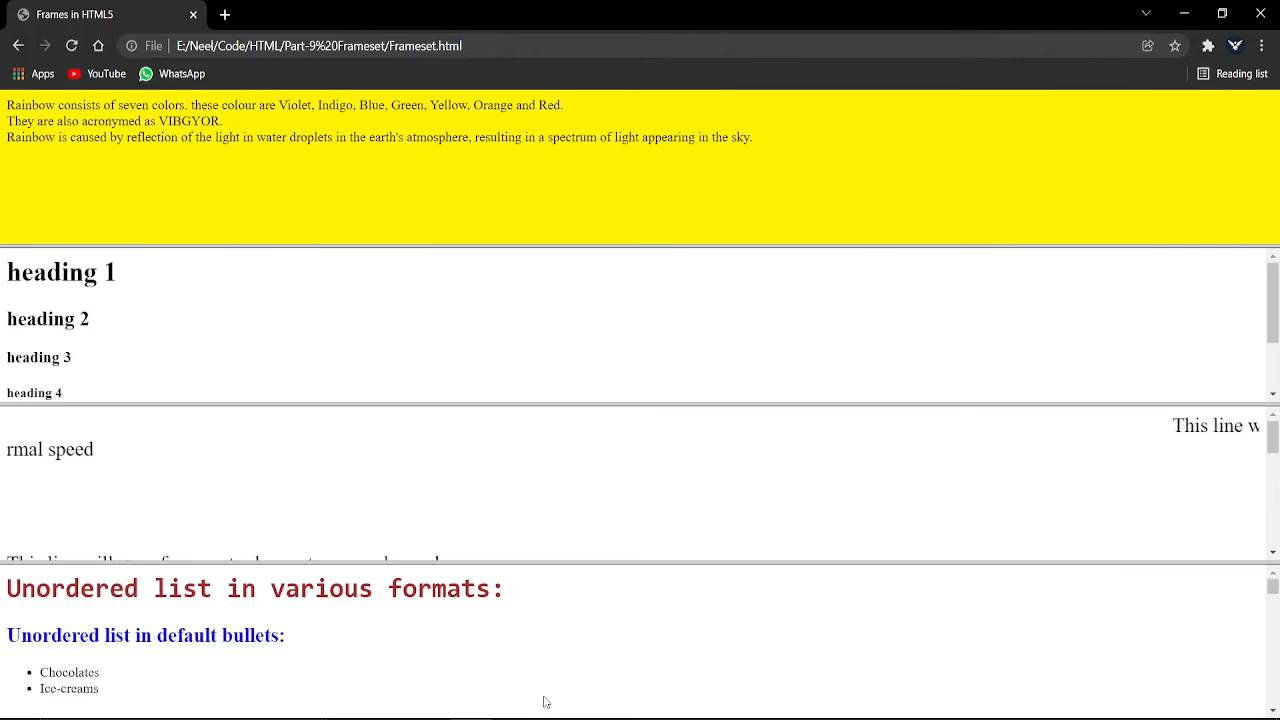 Frames in HTML5
File E:/Neel/Code/HTML/Part-9%20Frameset/Frameset.html
Apps YouTube WhatsApp Reading list
Rainbow consists of seven colors. these colour are Violet, Indigo, Blue, Green, Yellow, Orange and Red.
They are also acronymed as VIBGYOR.
Rainbow is caused by reflection of the light in water droplets in the earth's atmosphere, resulting in a spectrum of light appearing in the sky.
heading 1
heading 2
heading 3
heading 4
This line w
rmal speed
Unordered list in various formats:
Unordered list in default bullets:
Chocolates
Ice-creams